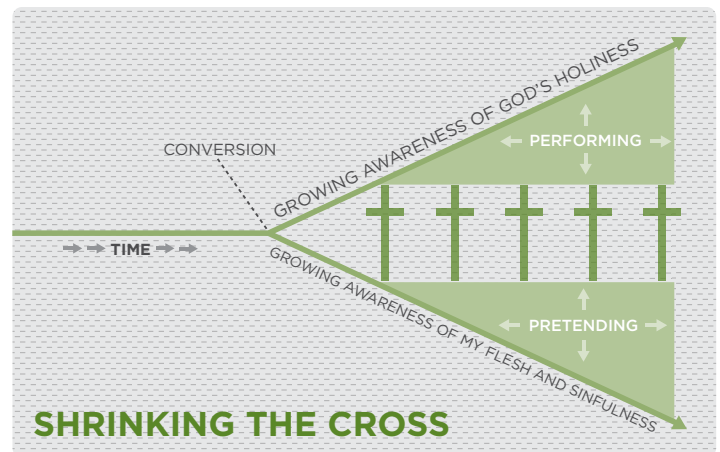 GROWING AWARENESS OF GOD'S HOLINESS
PERFORMING
CONVERSION
TIME
GROWING AWARENESS OF MY FLESH AND SINFULNESS
PRETENDING
SHRINKING THE CROSS